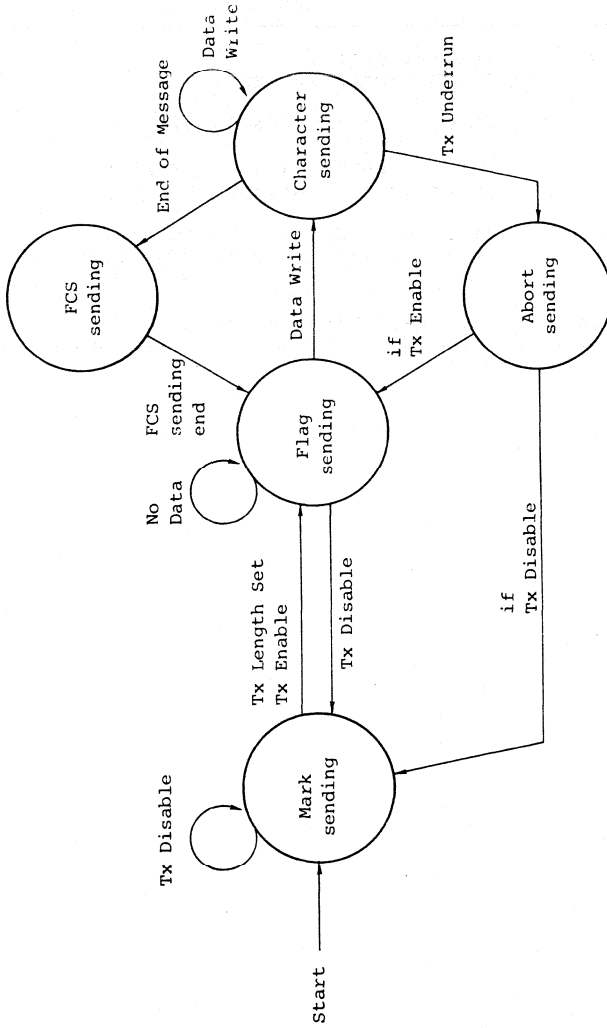 FCS
sending
End of Message
Data
Write
FCS
sending
end
Character
sending
No
Data
Data Write
Tx Underrun
Flag
sending
Tx Disable
Tx Length Set
Tx Enable
Tx Disable
if
Tx Enable
Abort
sending
Mark
sending
if
Tx Disable
Start